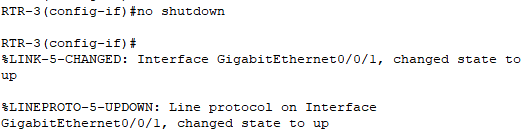 RTR-3(config-if)#no shutdown
RTR-3(config-if)#
%LINK-5-CHANGED: Interface GigabitEthernet0/0/1, changed state to
up
%LINEPROTO-5-UPDOWN: Line protocol on Interface
GigabitEthernet0/0/1, changed state to up